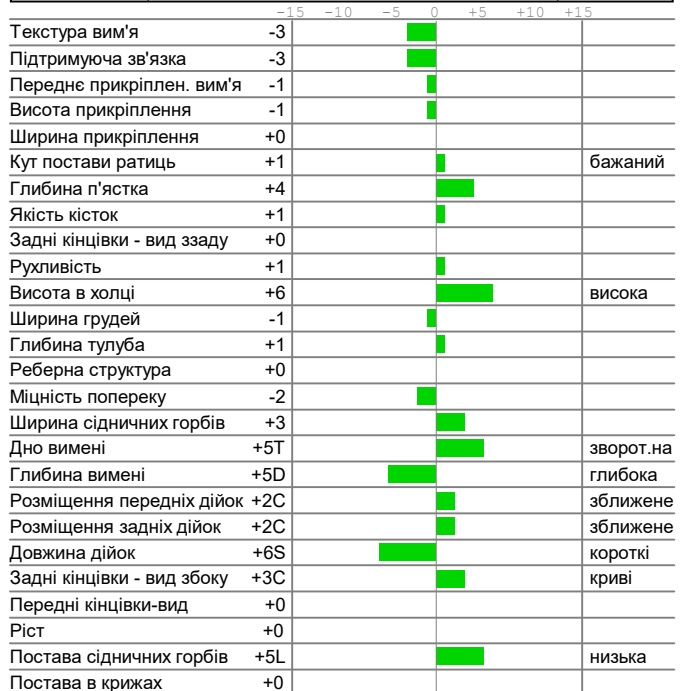 -15 -10 -5 0 +5 +10 +15
Текстура вим'я -3
Підтримуюча зв'язка -3
Переднє прикріплен. вим'я -1
Висота прикріплення -1
Ширина прикріплення +0
Кут постави ратиць +1 бажаний
Глибина п'ястка +4
Якість кісток +1
Задні кінцівки - вид ззаду +0
Рухливість +1
Висота в холці +6 висока
Ширина грудей -1
Глибина тулуба +1
Реберна структура +0
Міцність попереку -2
Ширина сідничних горбів +3
Дно вимені +5T зворот.на
Глибина вимені +5D глибока
Розміщення передніх дійок +2C зближене
Розміщення задніх дійок +2C зближене
Довжина дійок +6S короткі
Задні кінцівки - вид збоку +3C криві
Передні кінцівки-вид +0
Ріст +0
Постава сідничних горбів +5L низька
Постава в крижах +0